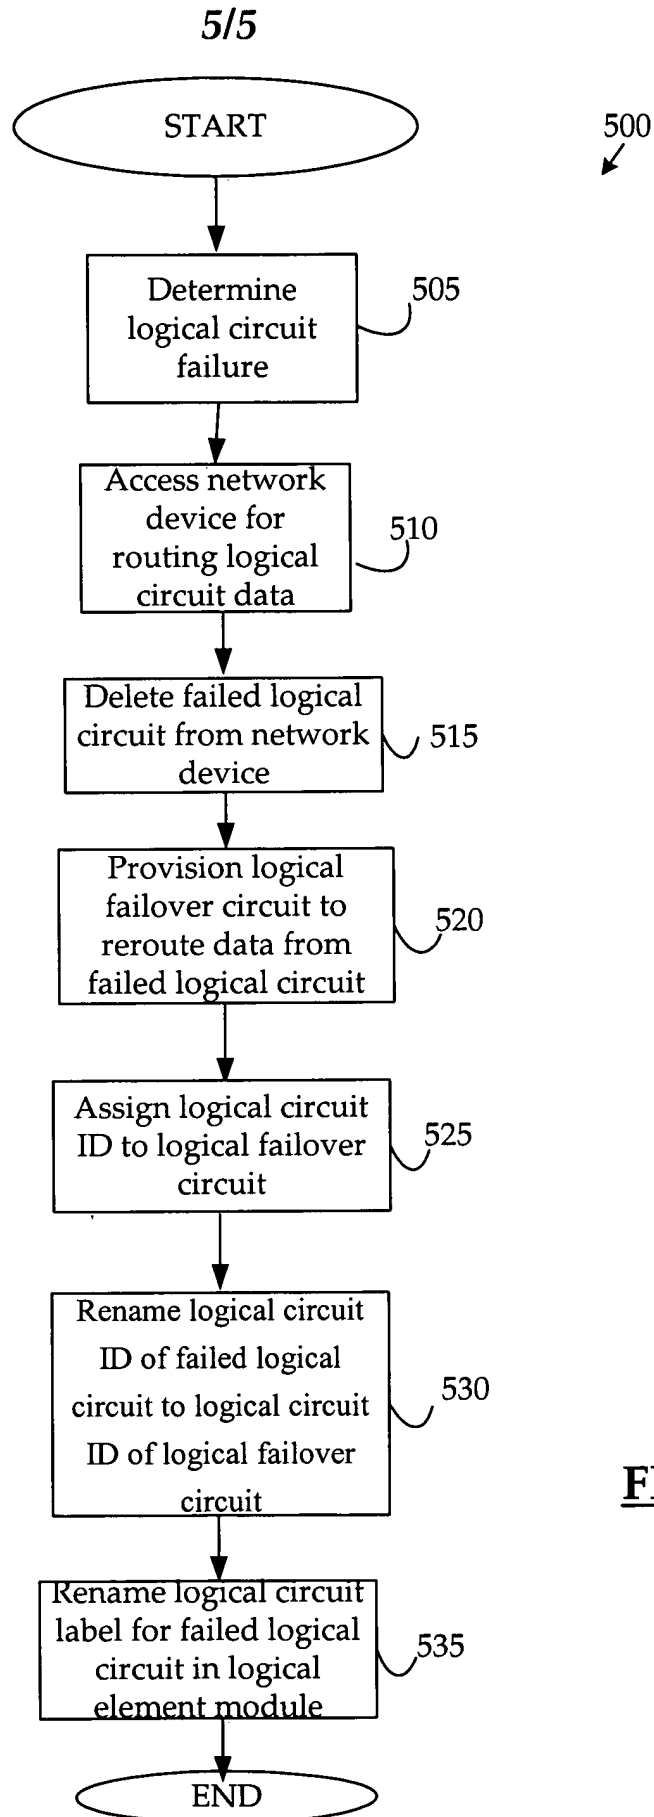 5/5
START
500
Determine
logical circuit
failure
505
Access network
device for
routing logical
circuit data
510
Delete failed logical
circuit from network
device
515
Provision logical
failover circuit to
reroute data from
failed logical circuit
520
Assign logical circuit
ID to logical failover
circuit
525
Rename logical circuit
ID of failed logical
circuit to logical circuit
ID of logical failover
circuit
530
Rename logical circuit
label for failed logical
circuit in logical
element module
535
END